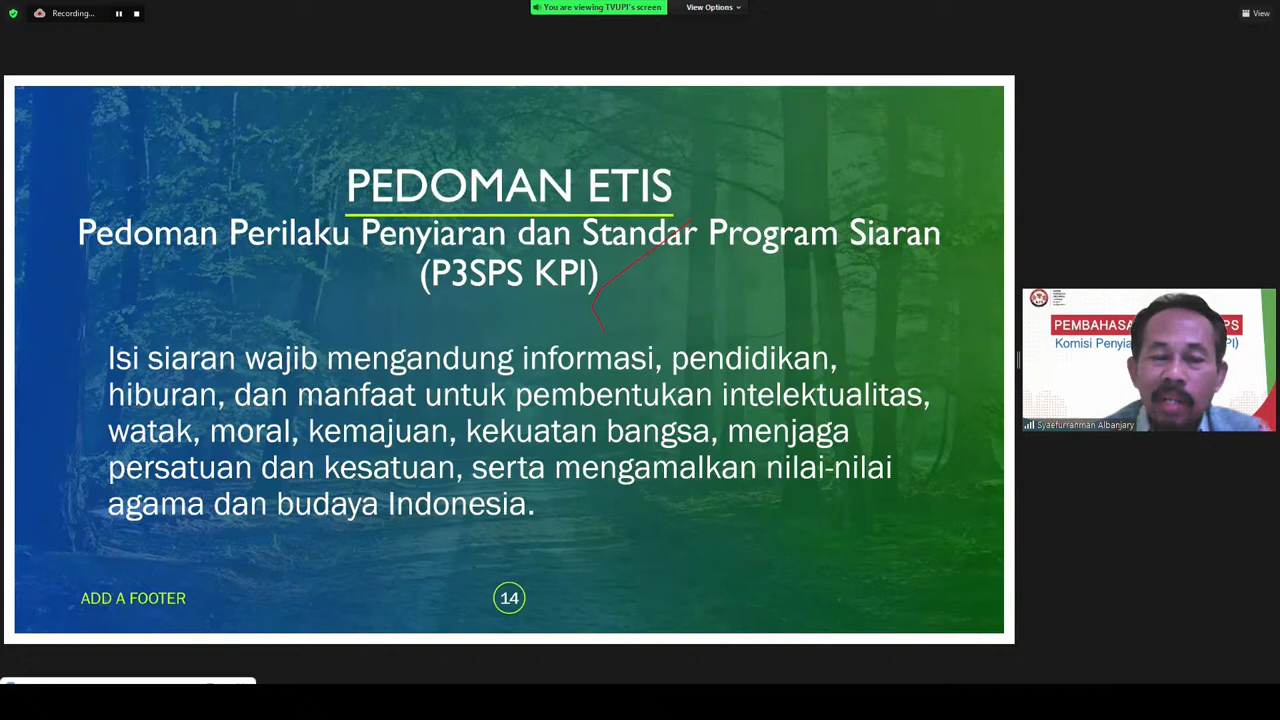 Recording...
You are viewing TVUPI's screen
View Options
View
PEDOMAN ETIS
Pedoman Perilaku Penyiaran dan Standar Program Siaran
(P3SPS KPI)
Isi siaran wajib mengandung informasi, pendidikan,
hiburan, dan manfaat untuk pembentukan intelektualitas,
watak, moral, kemajuan, kekuatan bangsa, menjaga
persatuan dan kesatuan, serta mengamalkan nilai-nilai
agama dan budaya Indonesia.
ADD A FOOTER
14
PEMBAHASA PS
Komisi Penyia PI)
Syaefurrahman Albanjary